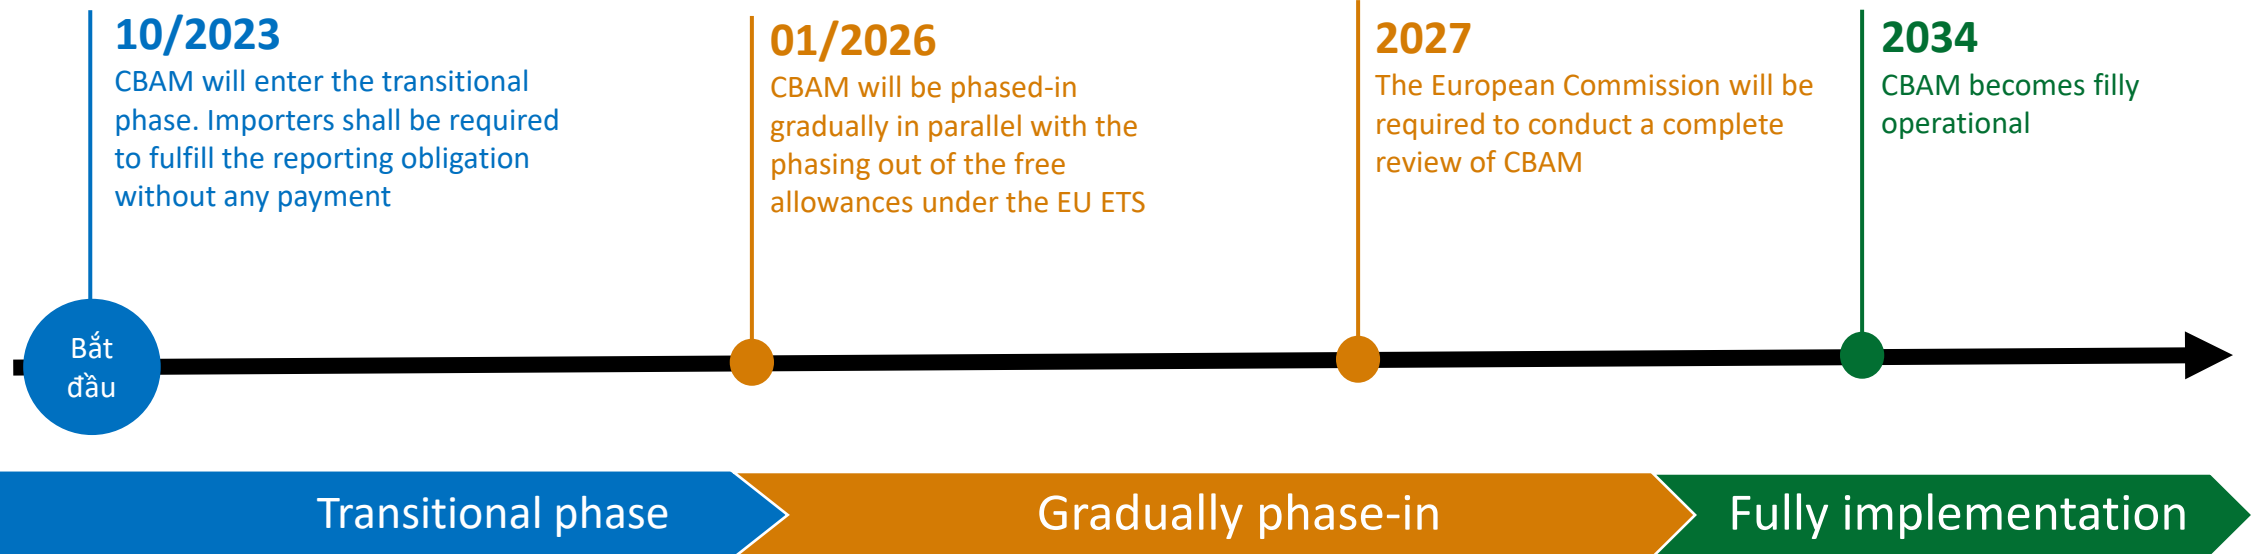 10/2023
CBAM will enter the transitional
phase. Importers shall be required
to fulfill the reporting obligation
without any payment
01/2026
CBAM will be phased-in
gradually in parallel with the
phasing out of the free
allowances under the EU ETS
2027
The European Commission will be
required to conduct a complete
review of CBAM
2034
CBAM becomes filly
operational
Bắt
đầu
Transitional phase
Gradually phase-in
Fully implementation